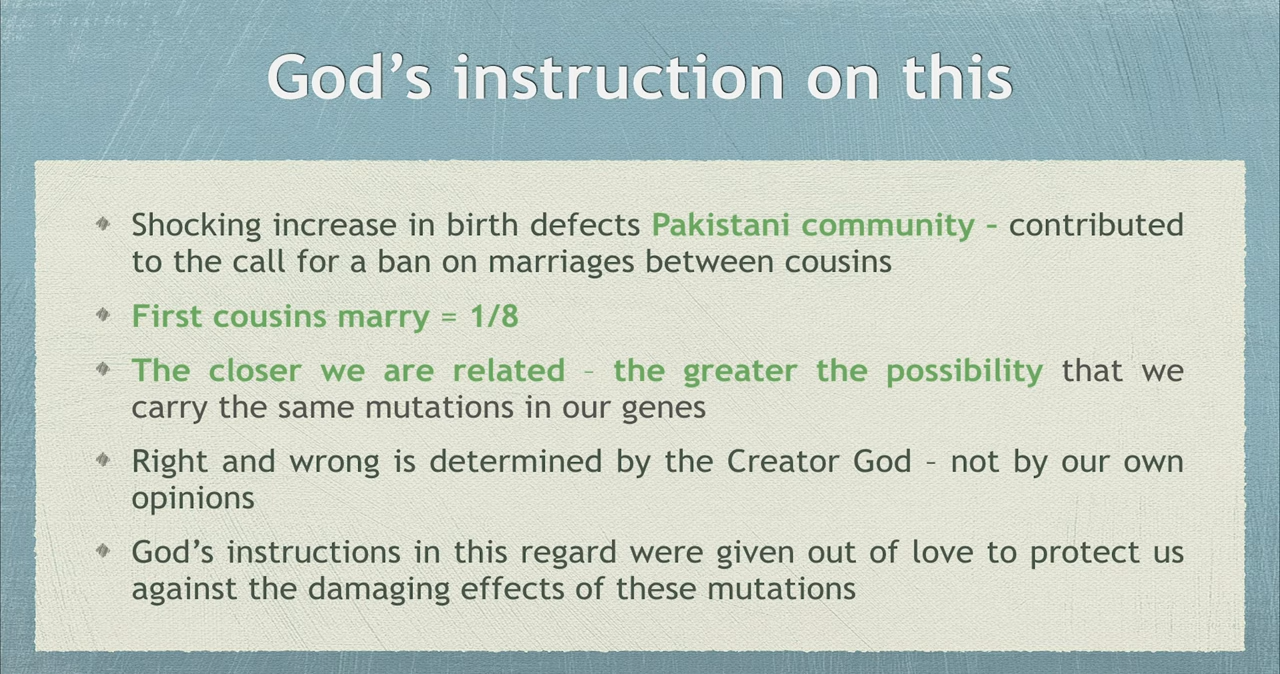 God’s instruction on this
Shocking increase in birth defects Pakistani community – contributed
to the call for a ban on marriages between cousins
First cousins marry = 1/8
The closer we are related – the greater the possibility that we
carry the same mutations in our genes
Right and wrong is determined by the Creator God – not by our own
opinions
God’s instructions in this regard were given out of love to protect us
against the damaging effects of these mutations